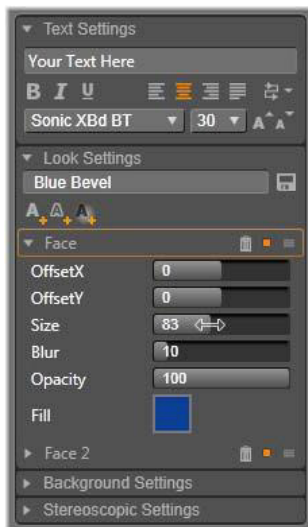 Text Settings
Your Text Here
B I U
Sonic XBd BT 30 A A
Look Settings
Blue Bevel
A A A
Face
OffsetX 0
OffsetY 0
Size 83
Blur 10
Opacity 100
Fill
Face 2
Background Settings
Stereoscopic Settings